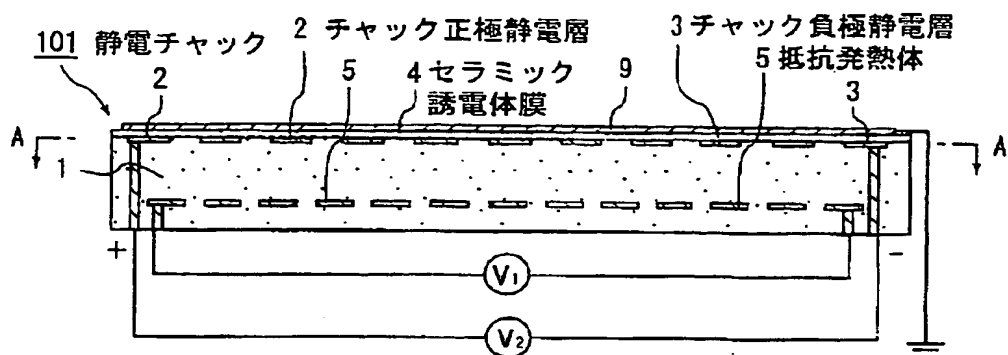 101 静電チャック
2 チャック正極静電層
3 チャック負極静電層
2
5
4 セラミック
誘電体膜
9
5 抵抗発熱体
3
A
A
1
+
-
V1
V2